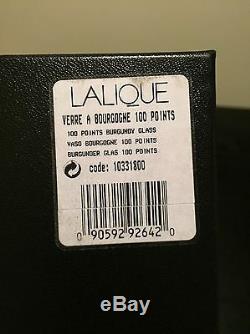 LALIQUE
VERRE A BOURGOGNE 100 POINTS
100 POINTS BURGUNDY GLASS
VASO BOURGOGNE 100 POINTS
BURGUNDER GLAS 100 POINTS
code: 10331800
0 90592 92642 0